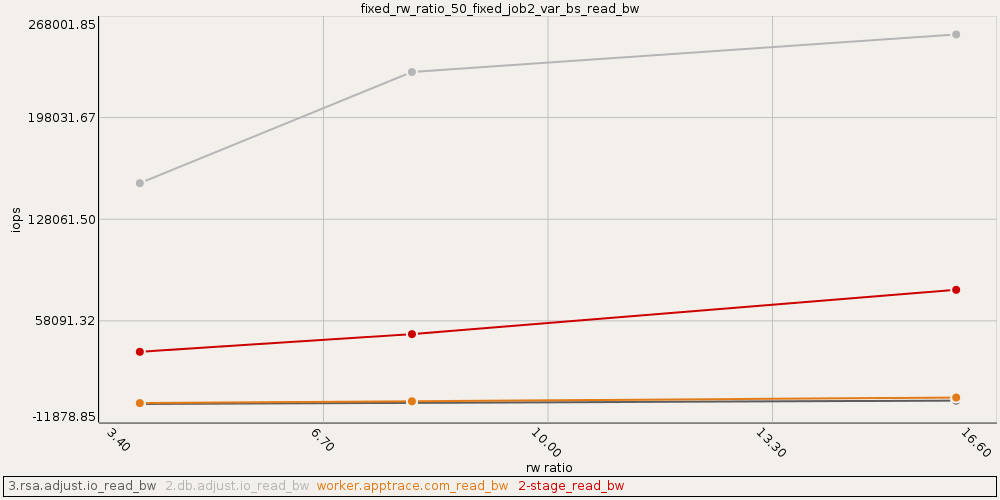 fixed_rw_ratio_50_fixed_job2_var_bs_read_bw
268001.85
198031.67
128061.50
58091.32
-11878.85
iops
3.40 6.70 10.00 13.30 16.60
rw ratio
3.rsa.adjust.io_read_bw 2.db.adjust.io_read_bw worker.apptrace.com_read_bw 2-stage_read_bw